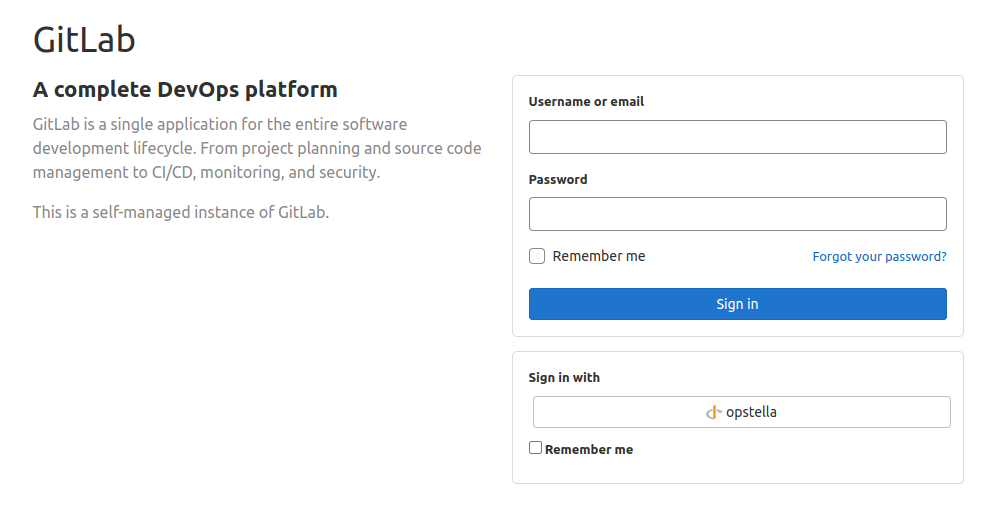 GitLab
A complete DevOps platform
GitLab is a single application for the entire software
development lifecycle. From project planning and source code
management to CI/CD, monitoring, and security.
This is a self-managed instance of GitLab.
Username or email
Password
Remember me
Forgot your password?
Sign in
Sign in with
opstella
Remember me